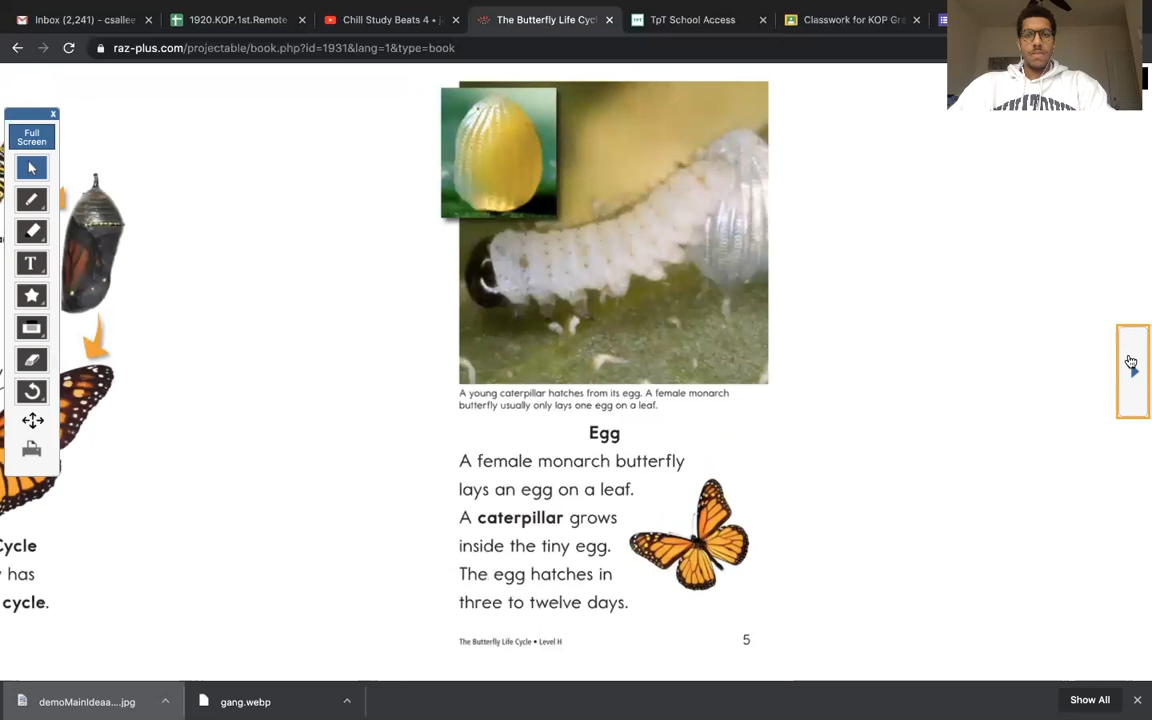 Inbox (2,241) - csallee
1920.KOP.1st.Remote
Chill Study Beats 4 •
The Butterfly Life Cycl
TpT School Access
Classwork for KOP Gr
raz-plus.com/projectable/book.php?id=1931&lang=1&type=book
x
Full
Screen
T
Cycle
has
cycle.
A young caterpillar hatches from its egg. A female monarch
butterfly usually only lays one egg on a leaf.
Egg
A female monarch butterfly
lays an egg on a leaf.
A caterpillar grows
inside the tiny egg.
The egg hatches in
three to twelve days.
The Butterfly Life Cycle • Level H
5
demoMainIdeaa....jpg
gang.webp
Show All